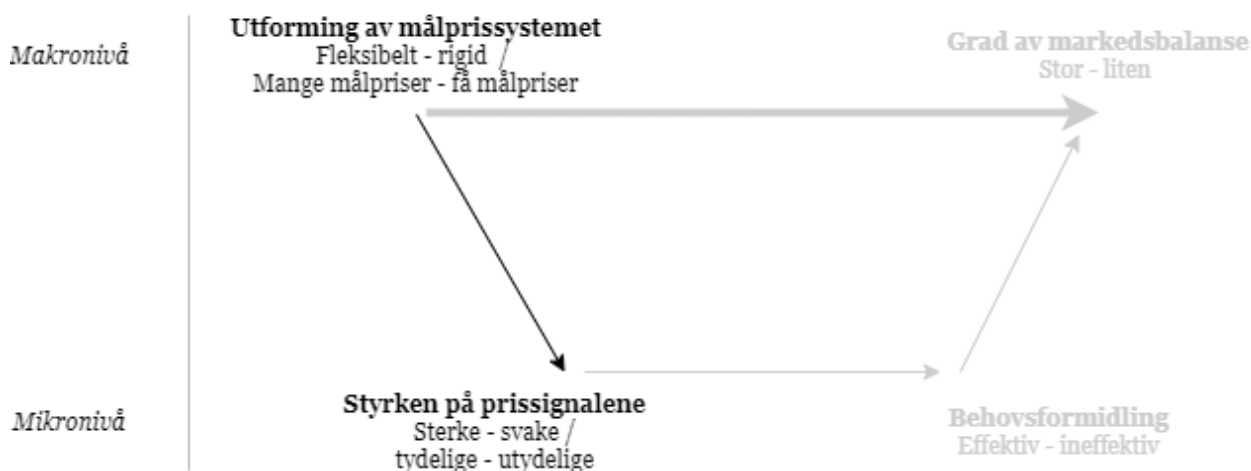 Makronivå
Utforming av målprissystemet
Fleksibelt - rigid /
Mange målpriser - få målpriser
Grad av markedsbalanse
Stor - liten
Mikronivå
Styrken på prissignalene
Sterke - svake /
tydelige - utydelige
Behovsformidling
Effektiv - ineffektiv